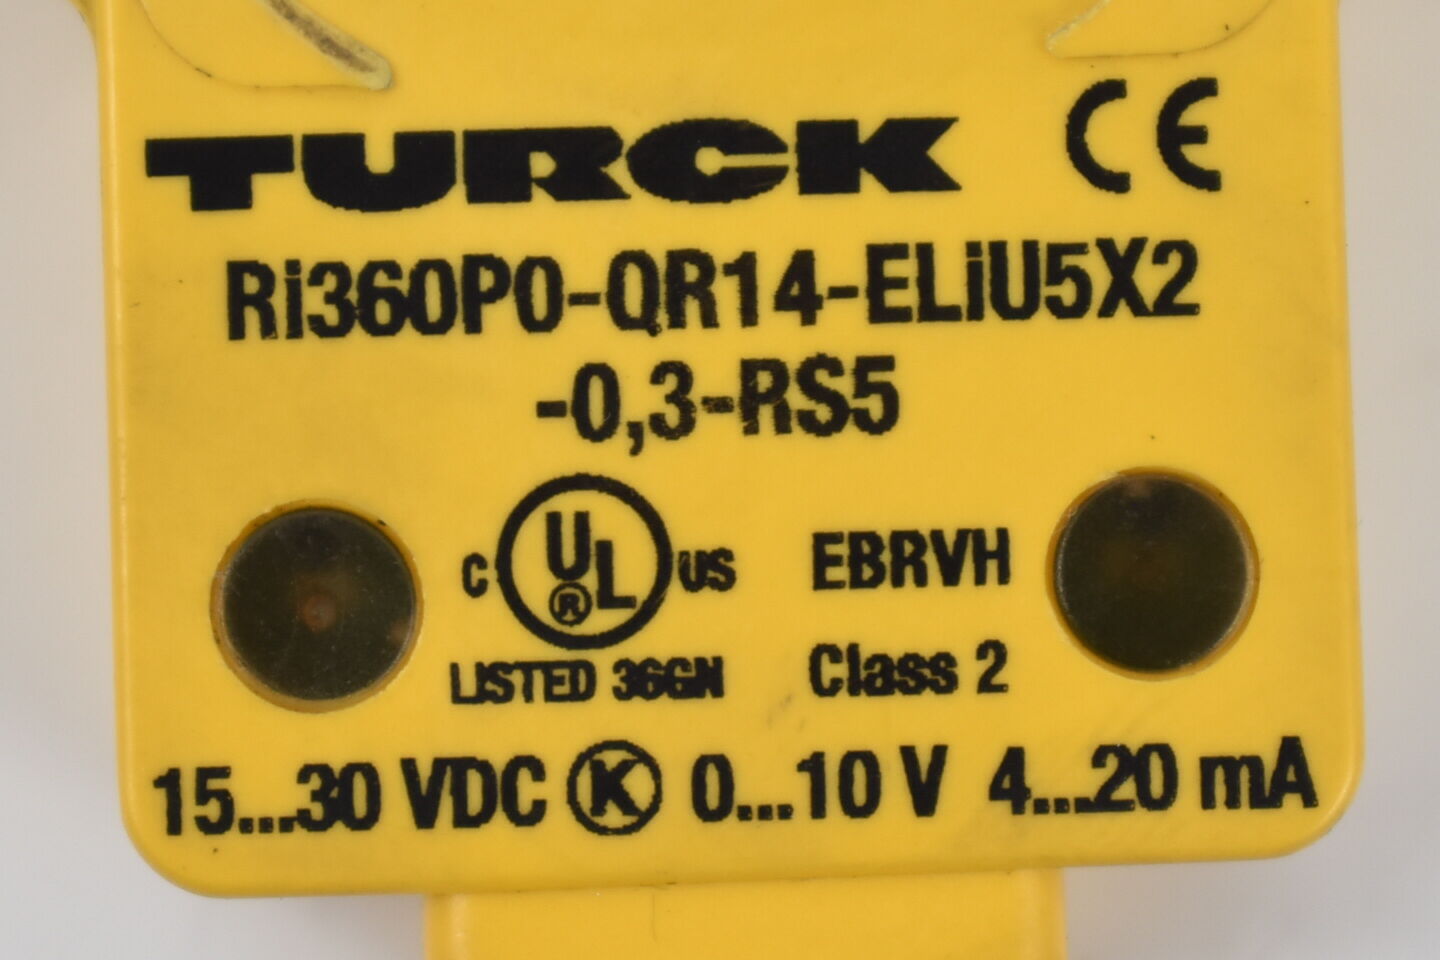 TURCK CE
Ri360P0-QR14-ELiU5X2
-0,3-RS5
C UL ® US EBRVH
LISTED 36GN Class 2
15...30 VDC K 0...10 V 4...20 mA